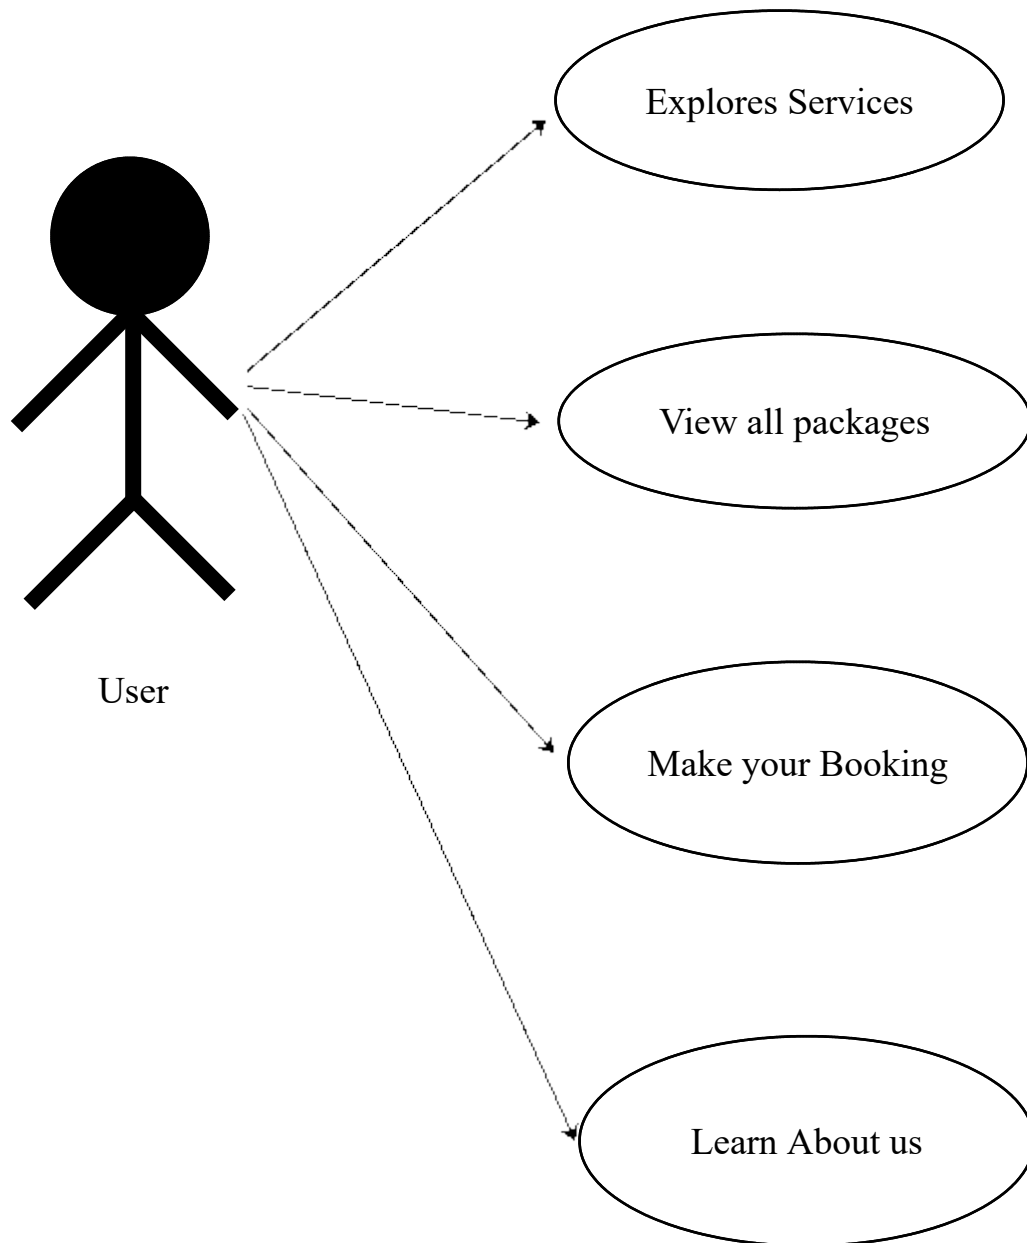 Explores Services
View all packages
User
Make your Booking
Learn About us